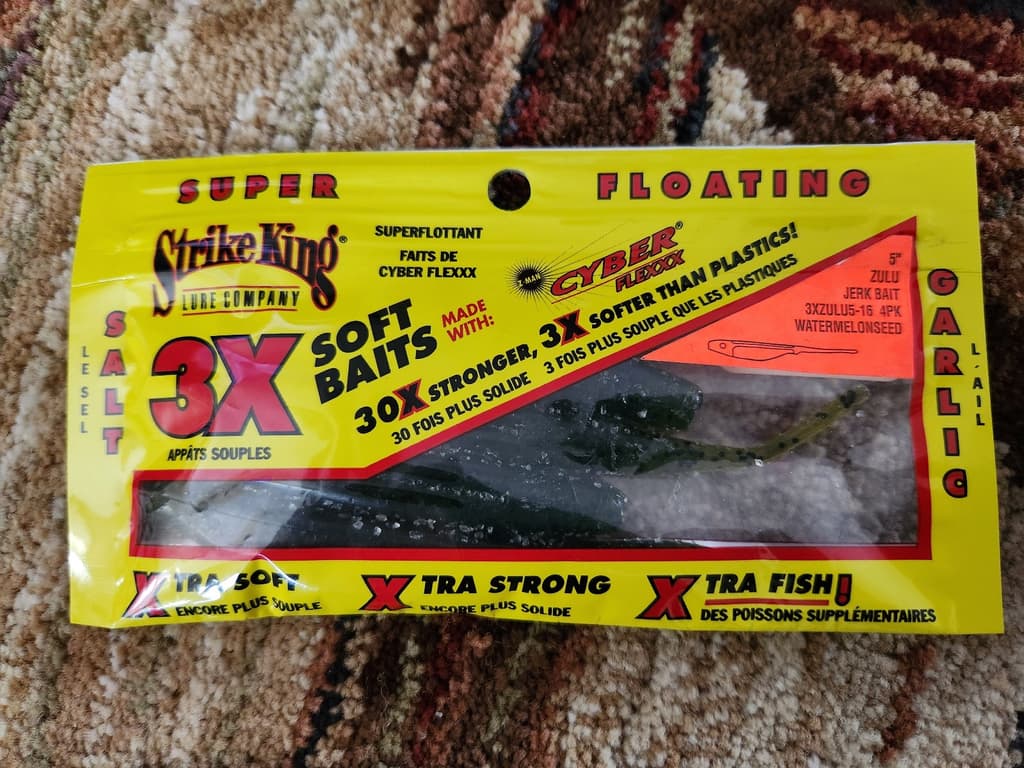 SUPER FLOATING
Strike King®
LURE COMPANY
SUPERFLOTTANT
FAITS DE
CYBER FLEXXX
Z-MAN
CYBER®
FLEXXX
3X
SOFT
BAITS
MADE
WITH:
APPÂTS SOUPLES
30X STRONGER, 3X SOFTER THAN PLASTICS!
30 FOIS PLUS SOLIDE 3 FOIS PLUS SOUPLE QUE LES PLASTIQUES
5"
ZULU
JERK BAIT
3XZULU5-16 4PK
WATERMELONSEED
SALT
LE SEL
GARLIC
L'AIL
XTRA SOFT
ENCORE PLUS SOUPLE
XTRA STRONG
ENCORE PLUS SOLIDE
XTRA FISH!
DES POISSONS SUPPLÉMENTAIRES